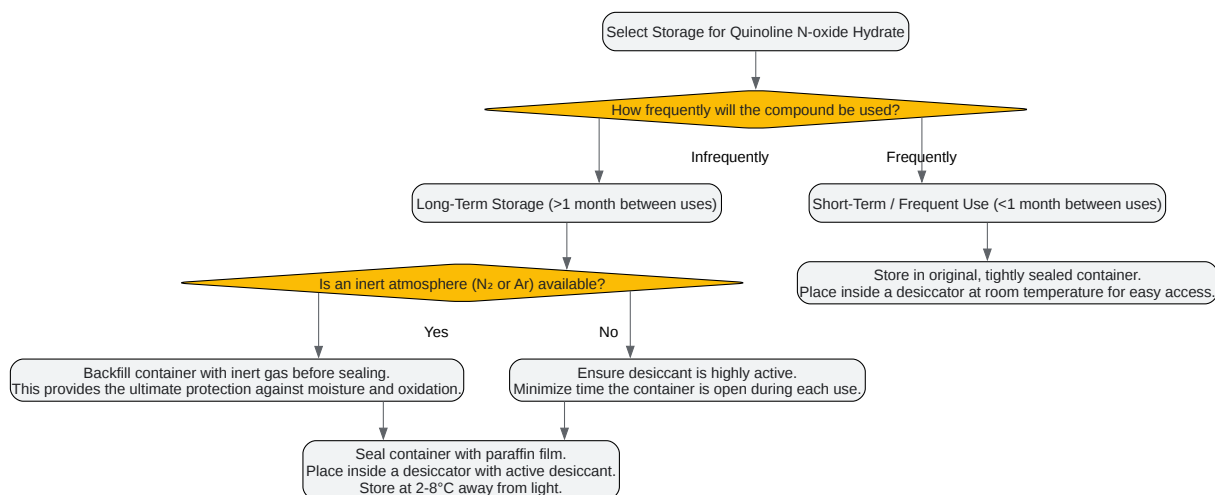 Select Storage for Quinoline N-oxide Hydrate
How frequently will the compound be used?
Infrequently
Frequently
Long-Term Storage (>1 month between uses)
Short-Term / Frequent Use (<1 month between uses)
Is an inert atmosphere (N₂ or Ar) available?
Store in original, tightly sealed container.
Place inside a desiccator at room temperature for easy access.
Yes
No
Backfill container with inert gas before sealing.
This provides the ultimate protection against moisture and oxidation.
Ensure desiccant is highly active.
Minimize time the container is open during each use.
Seal container with paraffin film.
Place inside a desiccator with active desiccant.
Store at 2-8°C away from light.